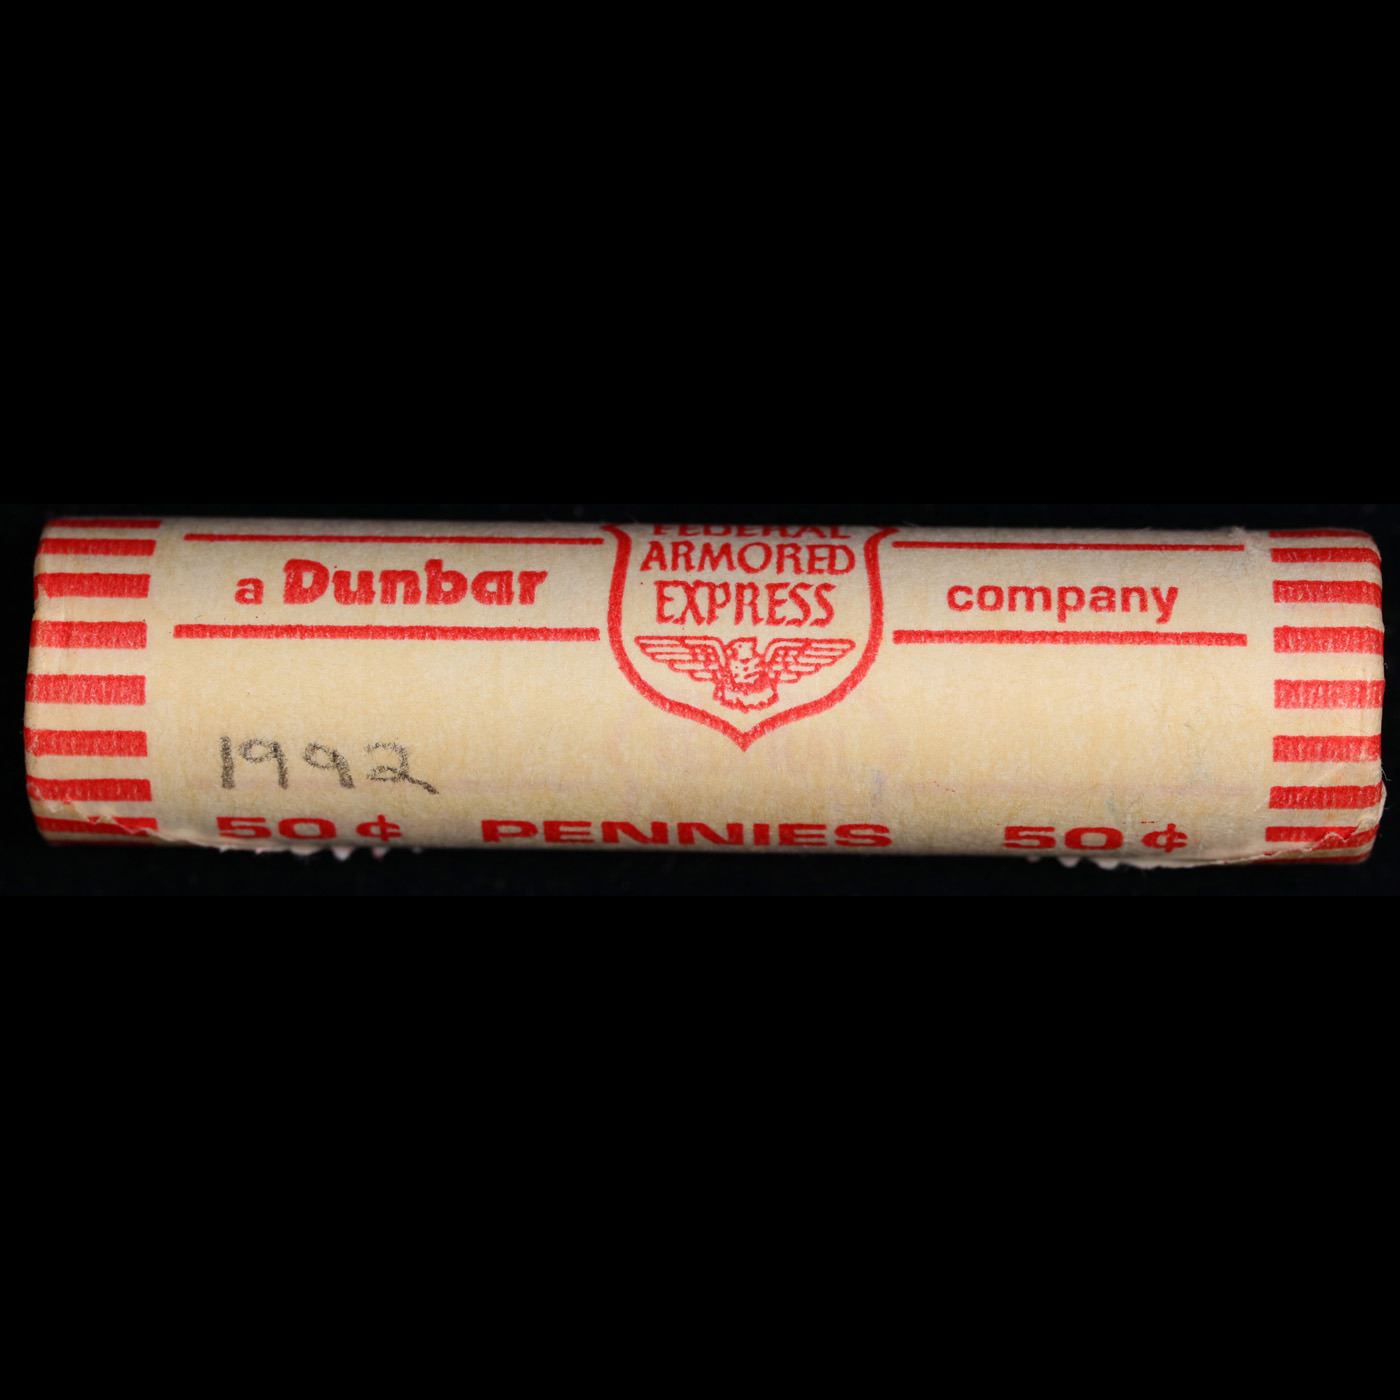 a Dunbar
FEDERAL
ARMORED
EXPRESS
company
1992
50¢ PENNIES 50¢